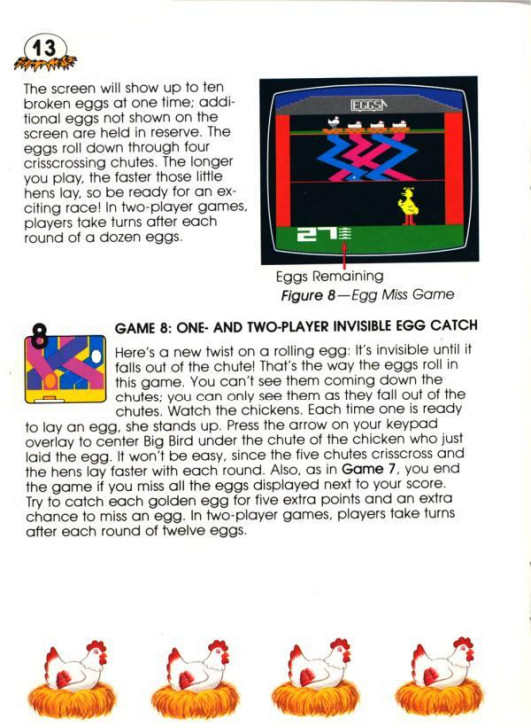 13
The screen will show up to ten
broken eggs at one time; addi-
tional eggs not shown on the
screen are held in reserve. The
eggs roll down through four
crisscrossing chutes. The longer
you play, the faster those little
hens lay, so be ready for an ex-
citing race! In two-player games,
players take turns after each
round of a dozen eggs.
EGGS
27
Eggs Remaining
Figure 8—Egg Miss Game
8
GAME 8: ONE- AND TWO-PLAYER INVISIBLE EGG CATCH
Here's a new twist on a rolling egg: It's invisible until it
falls out of the chute! That's the way the eggs roll in
this game. You can't see them coming down the
chutes; you can only see them as they fall out of the
chutes. Watch the chickens. Each time one is ready
to lay an egg, she stands up. Press the arrow on your keypad
overlay to center Big Bird under the chute of the chicken who just
laid the egg. It won't be easy, since the five chutes crisscross and
the hens lay faster with each round. Also, as in Game 7, you end
the game if you miss all the eggs displayed next to your score.
Try to catch each golden egg for five extra points and an extra
chance to miss an egg. In two-player games, players take turns
after each round of twelve eggs.